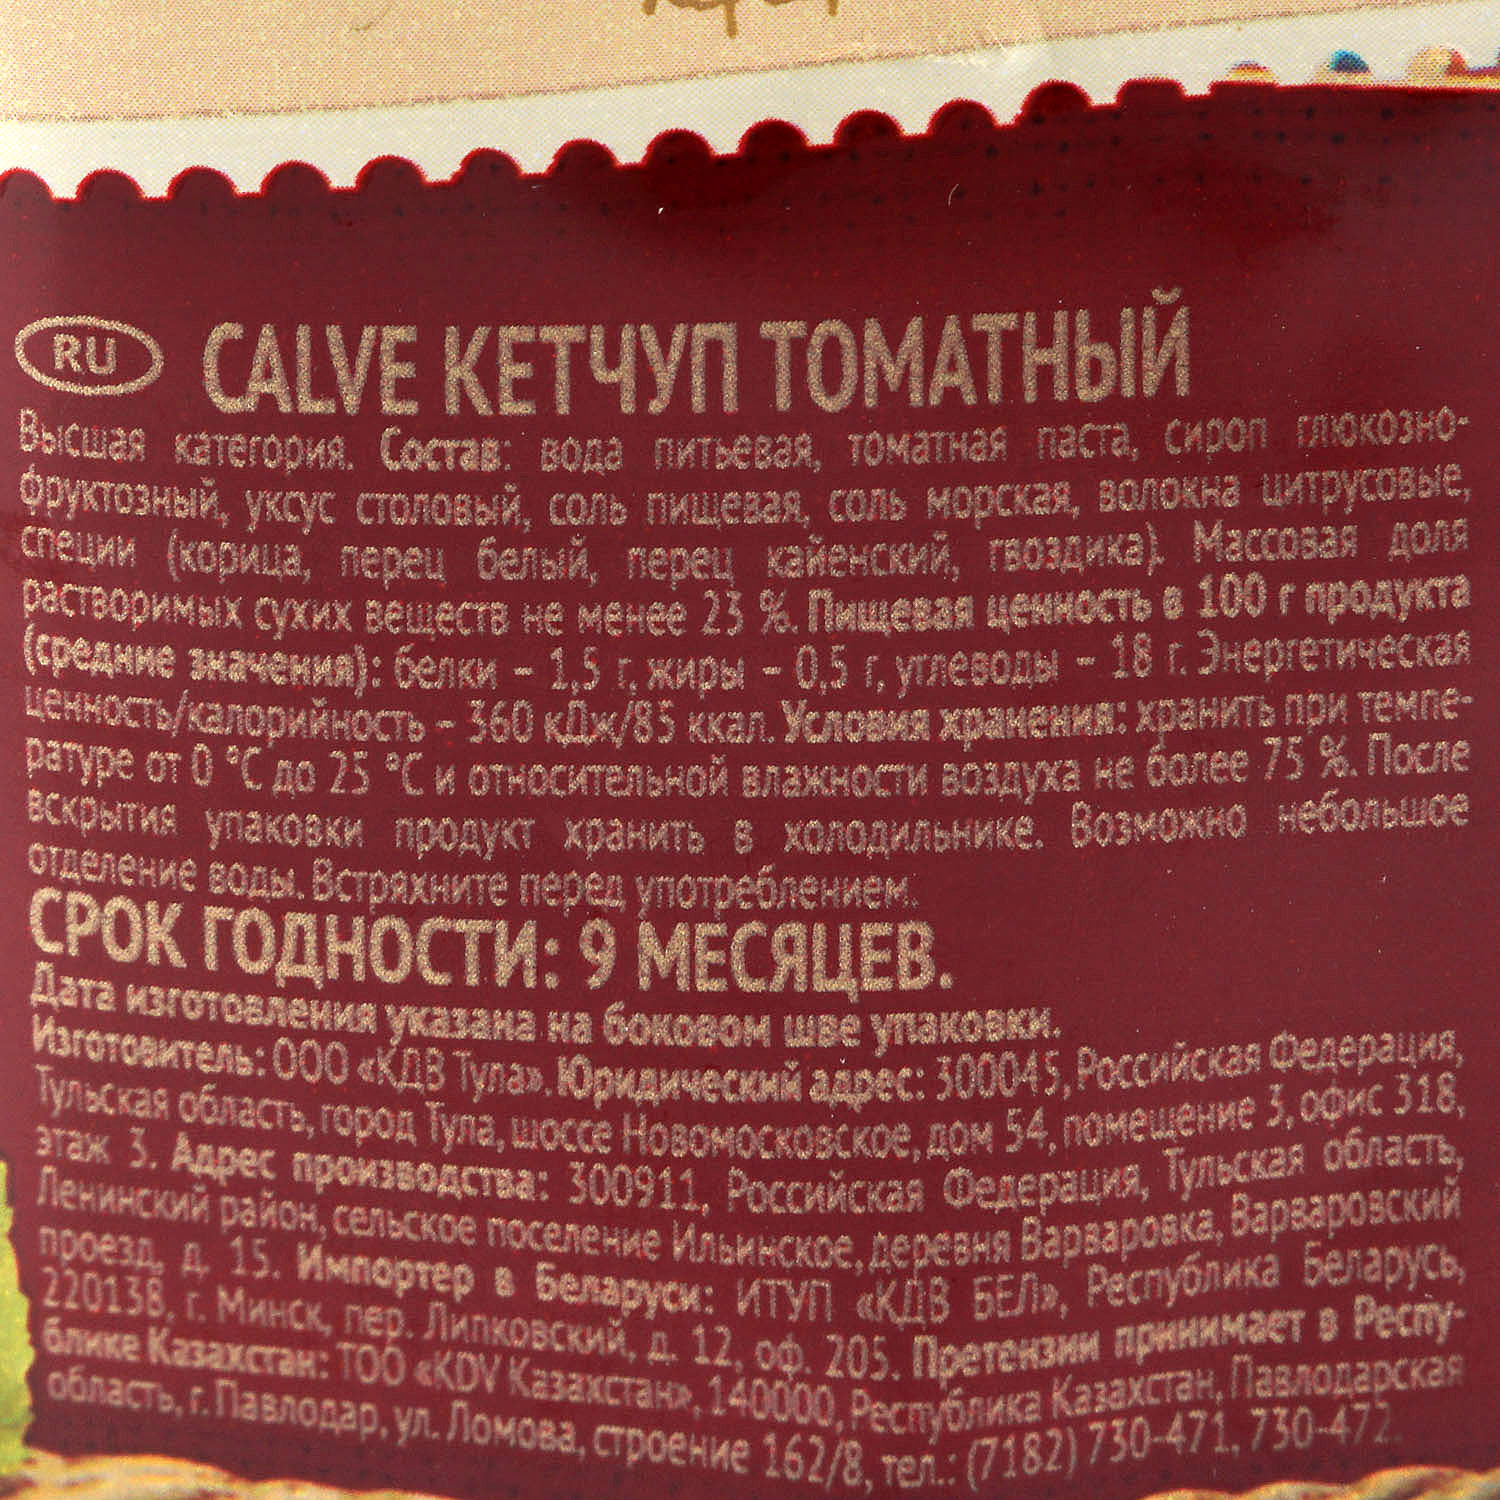 RU CALVE КЕТЧУП ТОМАТНЫЙ
Высшая категория. Состав: вода питьевая, томатная паста, сироп глюкозно-
фруктозный, уксус столовый, соль пищевая, соль морская, волокна цитрусовые,
специи (корица, перец белый, перец кайенский, гвоздика). Массовая доля
растворимых сухих веществ не менее 23 %. Пищевая ценность в 100 г продукта
(средние значения): белки – 1,5 г, жиры – 0,5 г, углеводы – 18 г. Энергетическая
ценность/калорийность – 360 кДж/85 ккал. Условия хранения: хранить при темпе-
ратуре от 0 °С до 25 °С и относительной влажности воздуха не более 75 %. После
вскрытия упаковки продукт хранить в холодильнике. Возможно небольшое
отделение воды. Встряхните перед употреблением.
СРОК ГОДНОСТИ: 9 МЕСЯЦЕВ.
Дата изготовления указана на боковом шве упаковки.
Изготовитель: ООО «КДВ Тула». Юридический адрес: 300045, Российская Федерация,
Тульская область, город Тула, шоссе Новомосковское, дом 54, помещение 3, офис 318,
этаж 3. Адрес производства: 300911, Российская Федерация, Тульская область,
Ленинский район, сельское поселение Ильинское, деревня Варваровка, Варваровский
проезд, д. 15. Импортер в Беларуси: ИТУП «КДВ БЕЛ», Республика Беларусь,
220138, г. Минск, пер. Липковский, д. 12, оф. 205. Претензии принимает в Респу-
блике Казахстан: ТОО «KDV Казахстан», 140000, Республика Казахстан, Павлодарская
область, г. Павлодар, ул. Ломова, строение 162/8, тел.: (7182) 730-471, 730-472.